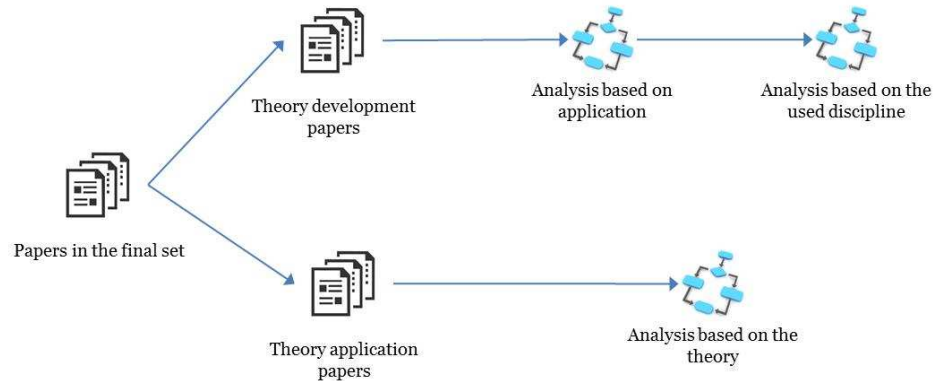 Theory development
papers
Analysis based on
application
Analysis based on the
used discipline
Papers in the final set
Theory application
papers
Analysis based on the
theory